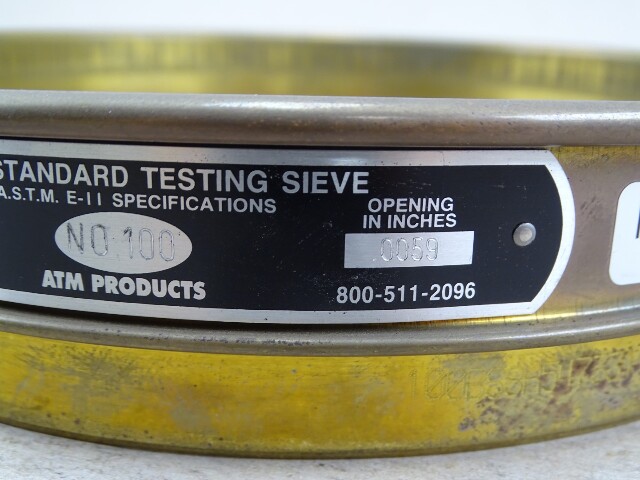 STANDARD TESTING SIEVE
A.S.T.M. E-11 SPECIFICATIONS
NO 100
ATM PRODUCTS
OPENING
IN INCHES
.0059
800-511-2096